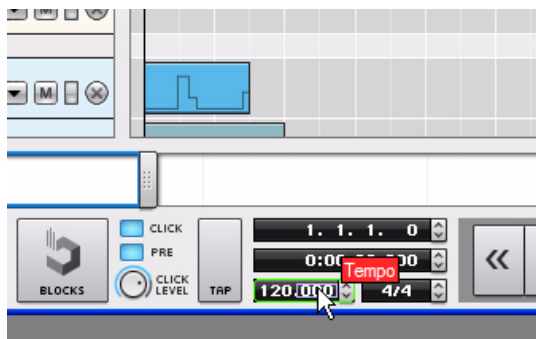 M
M
CLICK
PRE
CLICK
LEVEL
BLOCKS
TAP
1. 1. 1. 0
Tempo
120.000
4/4